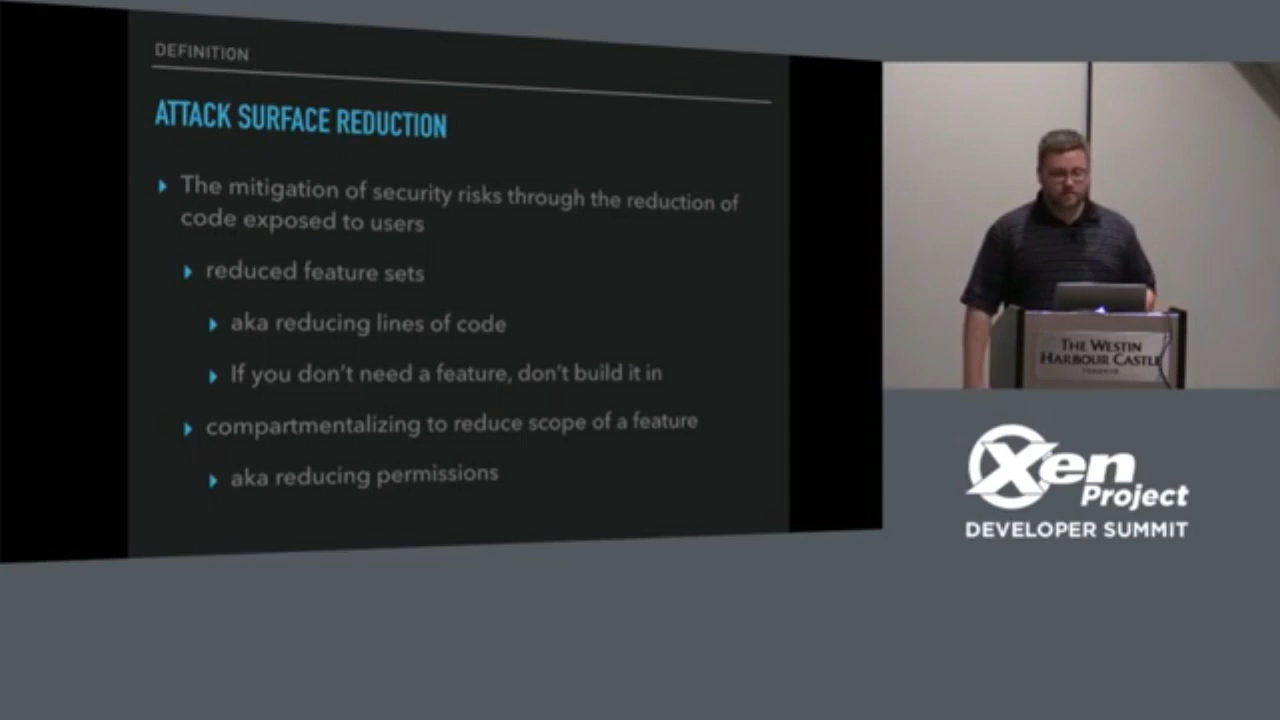 DEFINITION
ATTACK SURFACE REDUCTION
The mitigation of security risks through the reduction of
code exposed to users
reduced feature sets
aka reducing lines of code
If you don't need a feature, don't build it in
compartmentalizing to reduce scope of a feature
aka reducing permissions
THE WESTIN
HARBOUR CASTLE
TORONTO
Xen
Project
DEVELOPER SUMMIT